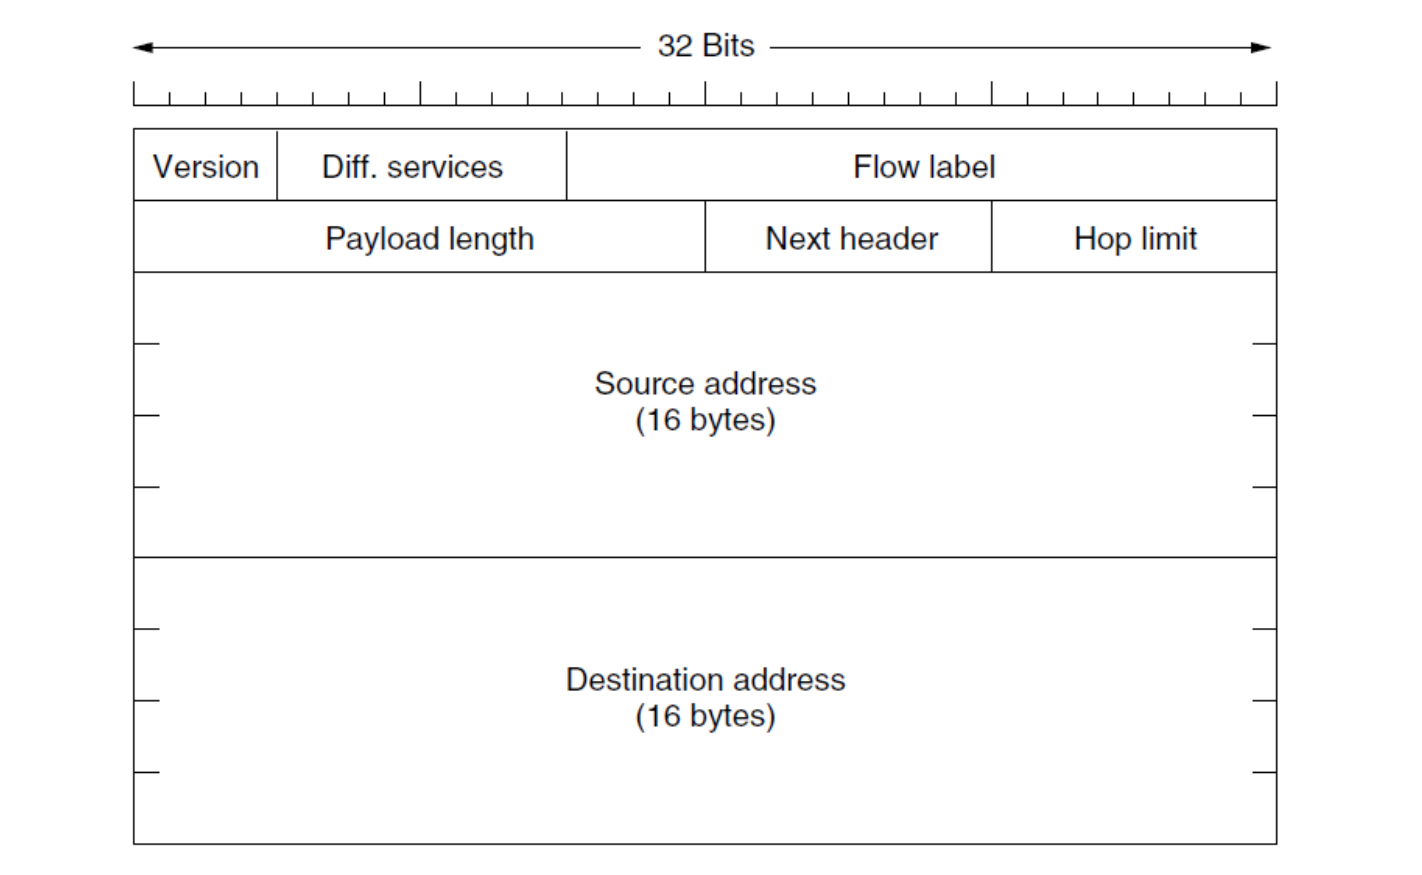 32 Bits
Version
Diff. services
Flow label
Payload length
Next header
Hop limit
Source address
(16 bytes)
Destination address
(16 bytes)